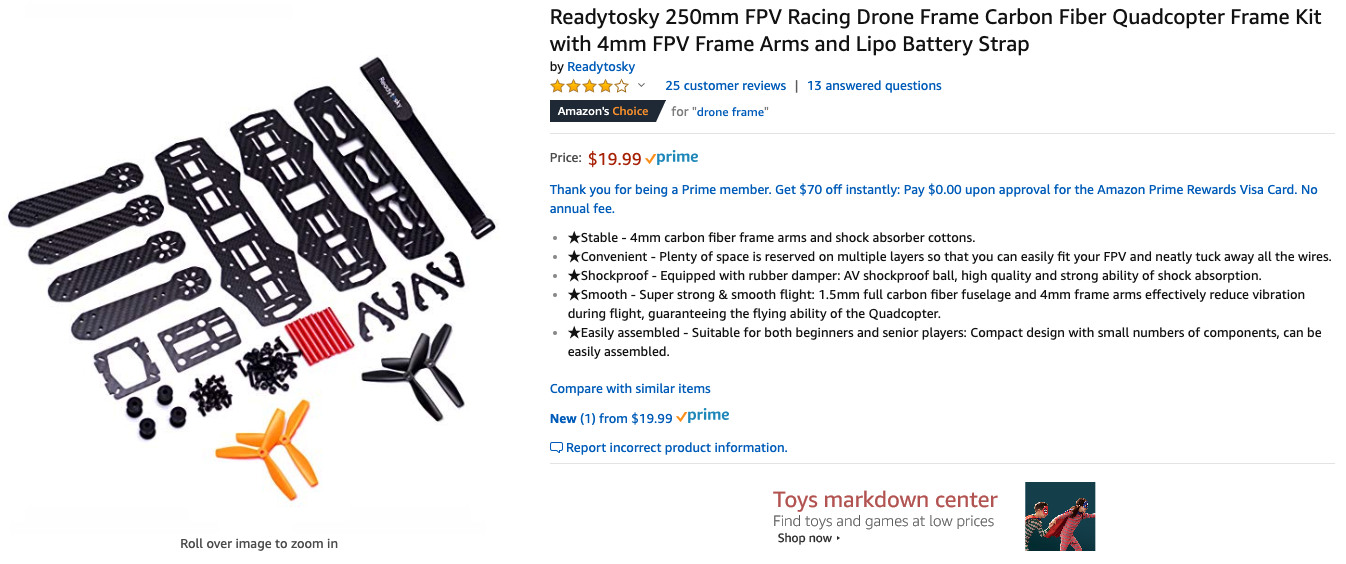 Readytosky 250mm FPV Racing Drone Frame Carbon Fiber Quadcopter Frame Kit
with 4mm FPV Frame Arms and Lipo Battery Strap
by Readytosky
25 customer reviews | 13 answered questions
Amazon's Choice for "drone frame"
Price: $19.99 prime
Thank you for being a Prime member. Get $70 off instantly: Pay $0.00 upon approval for the Amazon Prime Rewards Visa Card. No
annual fee.
★Stable - 4mm carbon fiber frame arms and shock absorber cottons.
★Convenient - Plenty of space is reserved on multiple layers so that you can easily fit your FPV and neatly tuck away all the wires.
★Shockproof - Equipped with rubber damper: AV shockproof ball, high quality and strong ability of shock absorption.
★Smooth - Super strong & smooth flight: 1.5mm full carbon fiber fuselage and 4mm frame arms effectively reduce vibration
during flight, guaranteeing the flying ability of the Quadcopter.
★Easily assembled - Suitable for both beginners and senior players: Compact design with small numbers of components, can be
easily assembled.
Compare with similar items
New (1) from $19.99 prime
Report incorrect product information.
Toys markdown center
Find toys and games at low prices
Shop now
Readytosky
Roll over image to zoom in